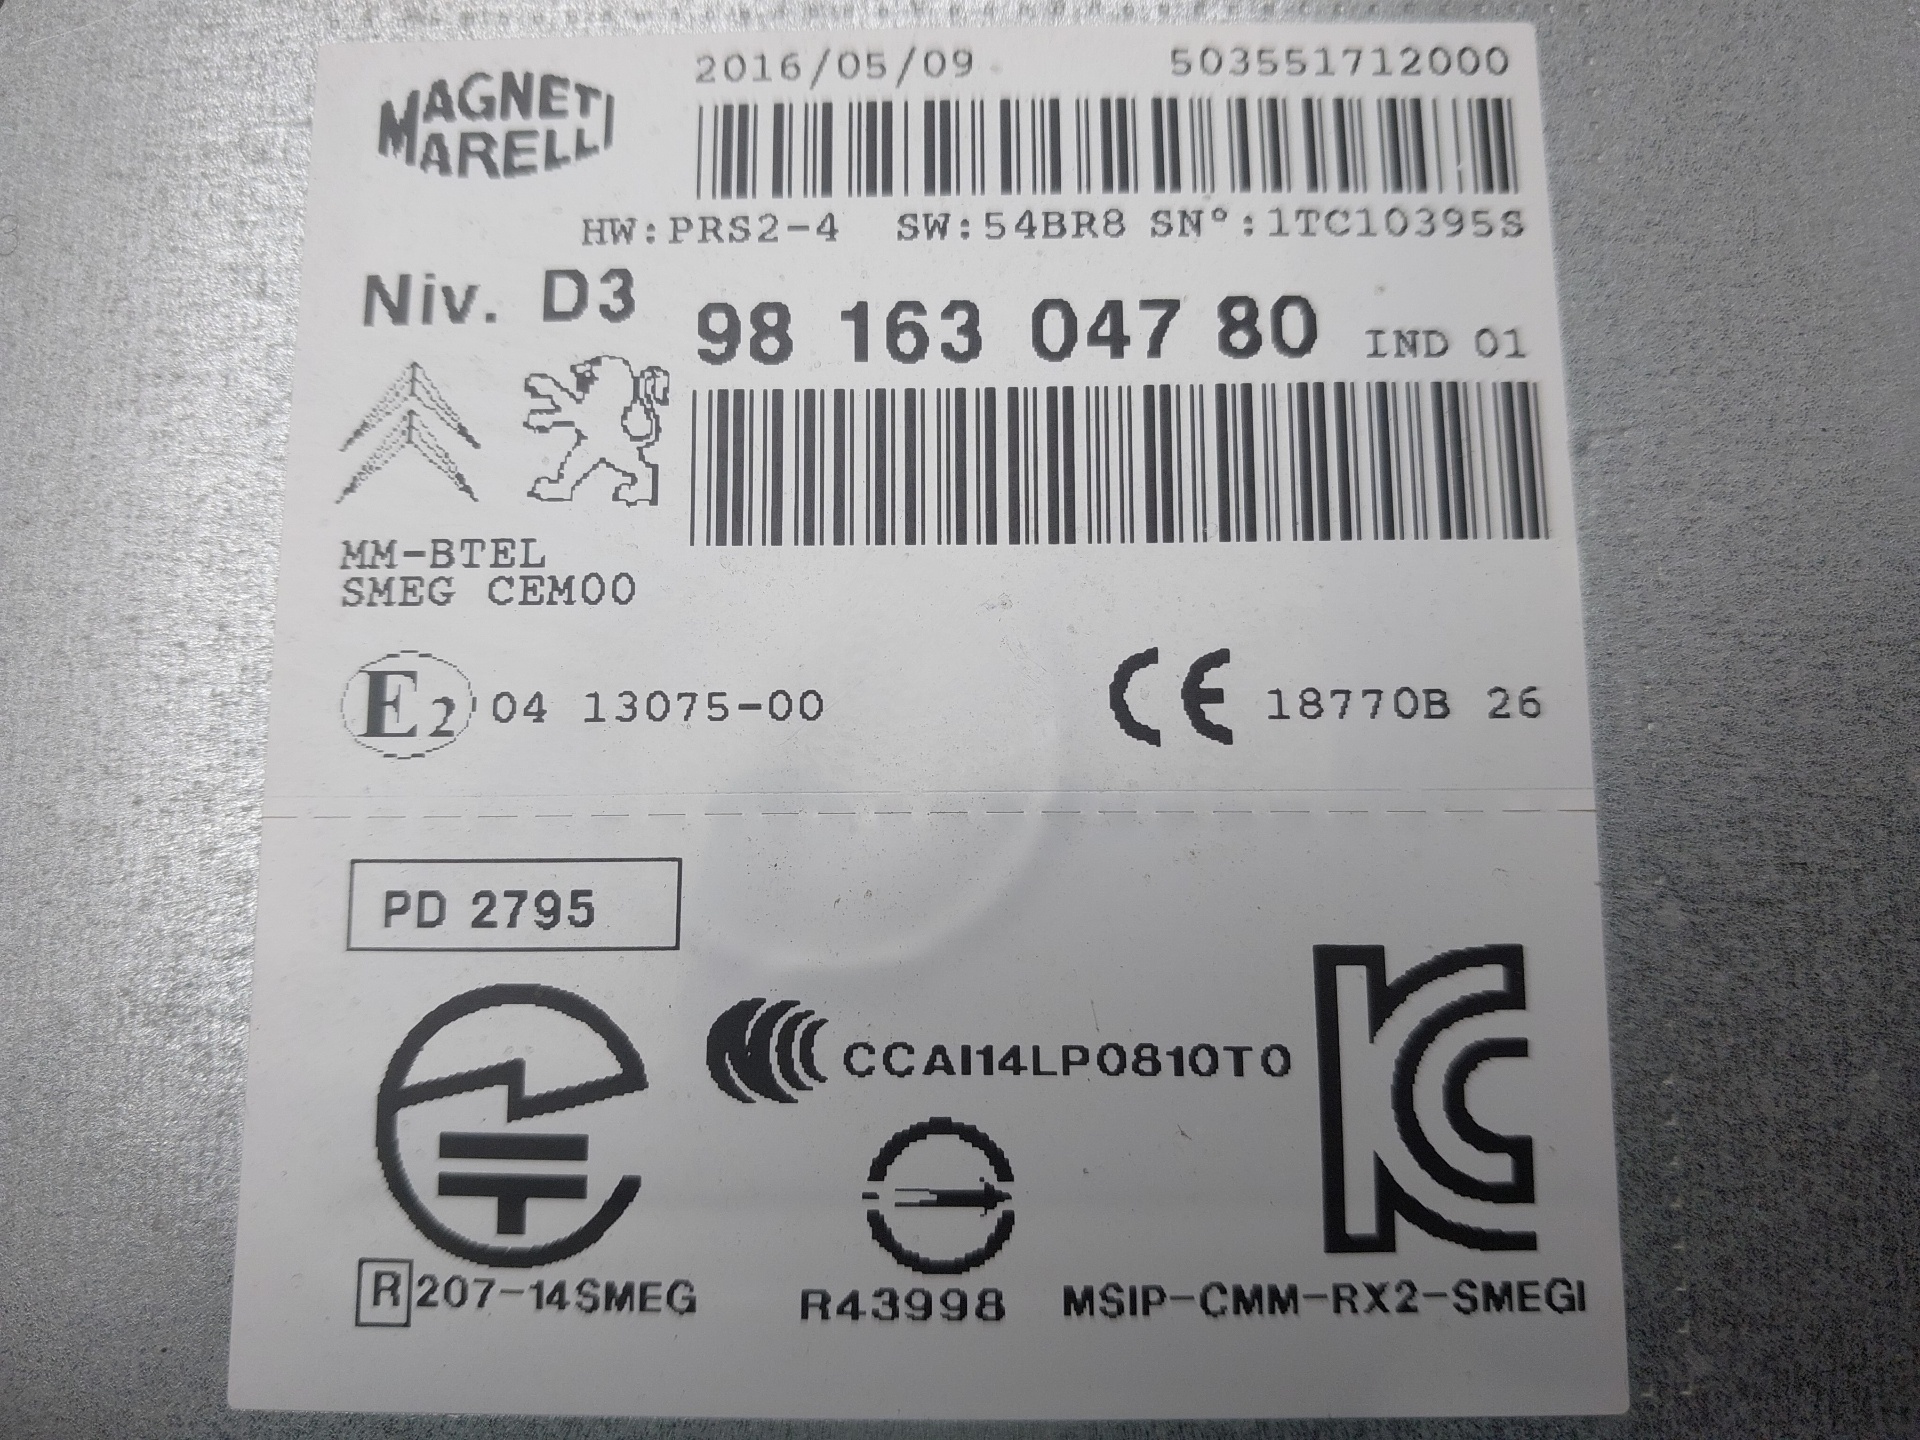 MAGNETI
MARELLI
2016/05/09 503551712000
HW:PRS2-4 SW:54BR8 SN°:1TC10395S
Niv. D3
98 163 047 80 IND 01
MM-BTEL
SMEG CEM00
E2 04 13075-00
CE 18770B 26
PD 2795
CCAI14LP0810T0
R 207-14SMEG
R43998
MSIP-CMM-RX2-SMEGI